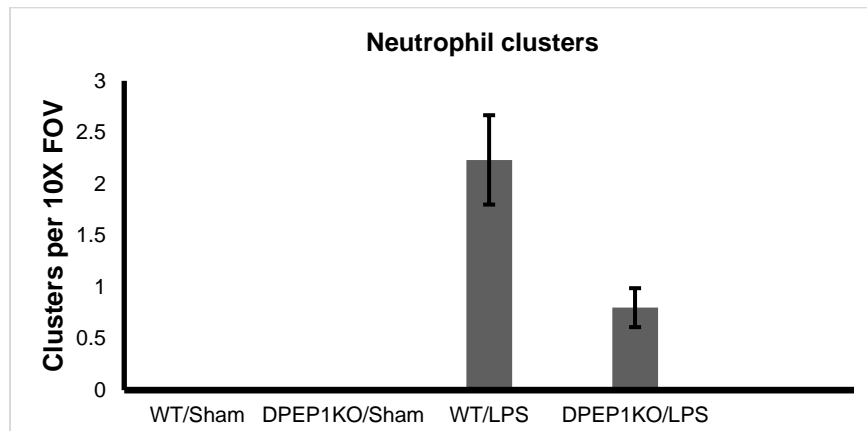 Neutrophil clusters
Clusters per 10X FOV
3
2.5
2
1.5
1
0.5
0
WT/Sham DPEP1KO/Sham WT/LPS DPEP1KO/LPS